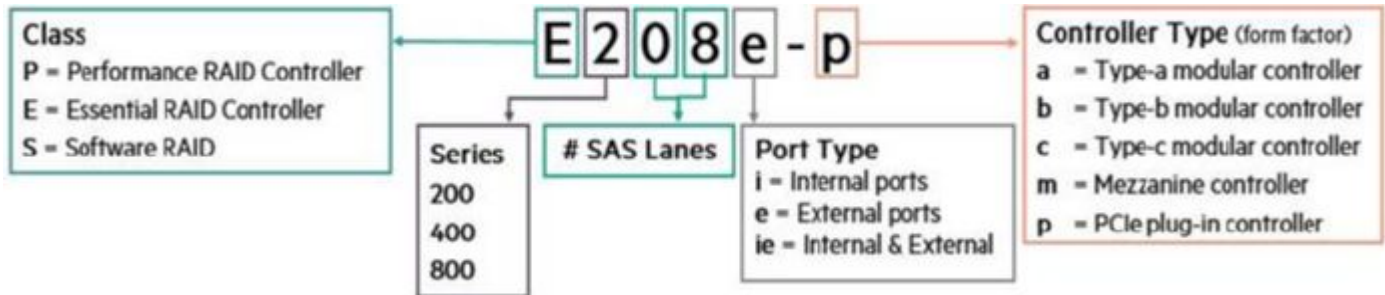 E208e-p
Class
P = Performance RAID Controller
E = Essential RAID Controller
S = Software RAID
Series
200
400
800
# SAS Lanes
Port Type
i = Internal ports
e = External ports
ie = Internal & External
Controller Type (form factor)
a = Type-a modular controller
b = Type-b modular controller
c = Type-c modular controller
m = Mezzanine controller
p = PCIe plug-in controller